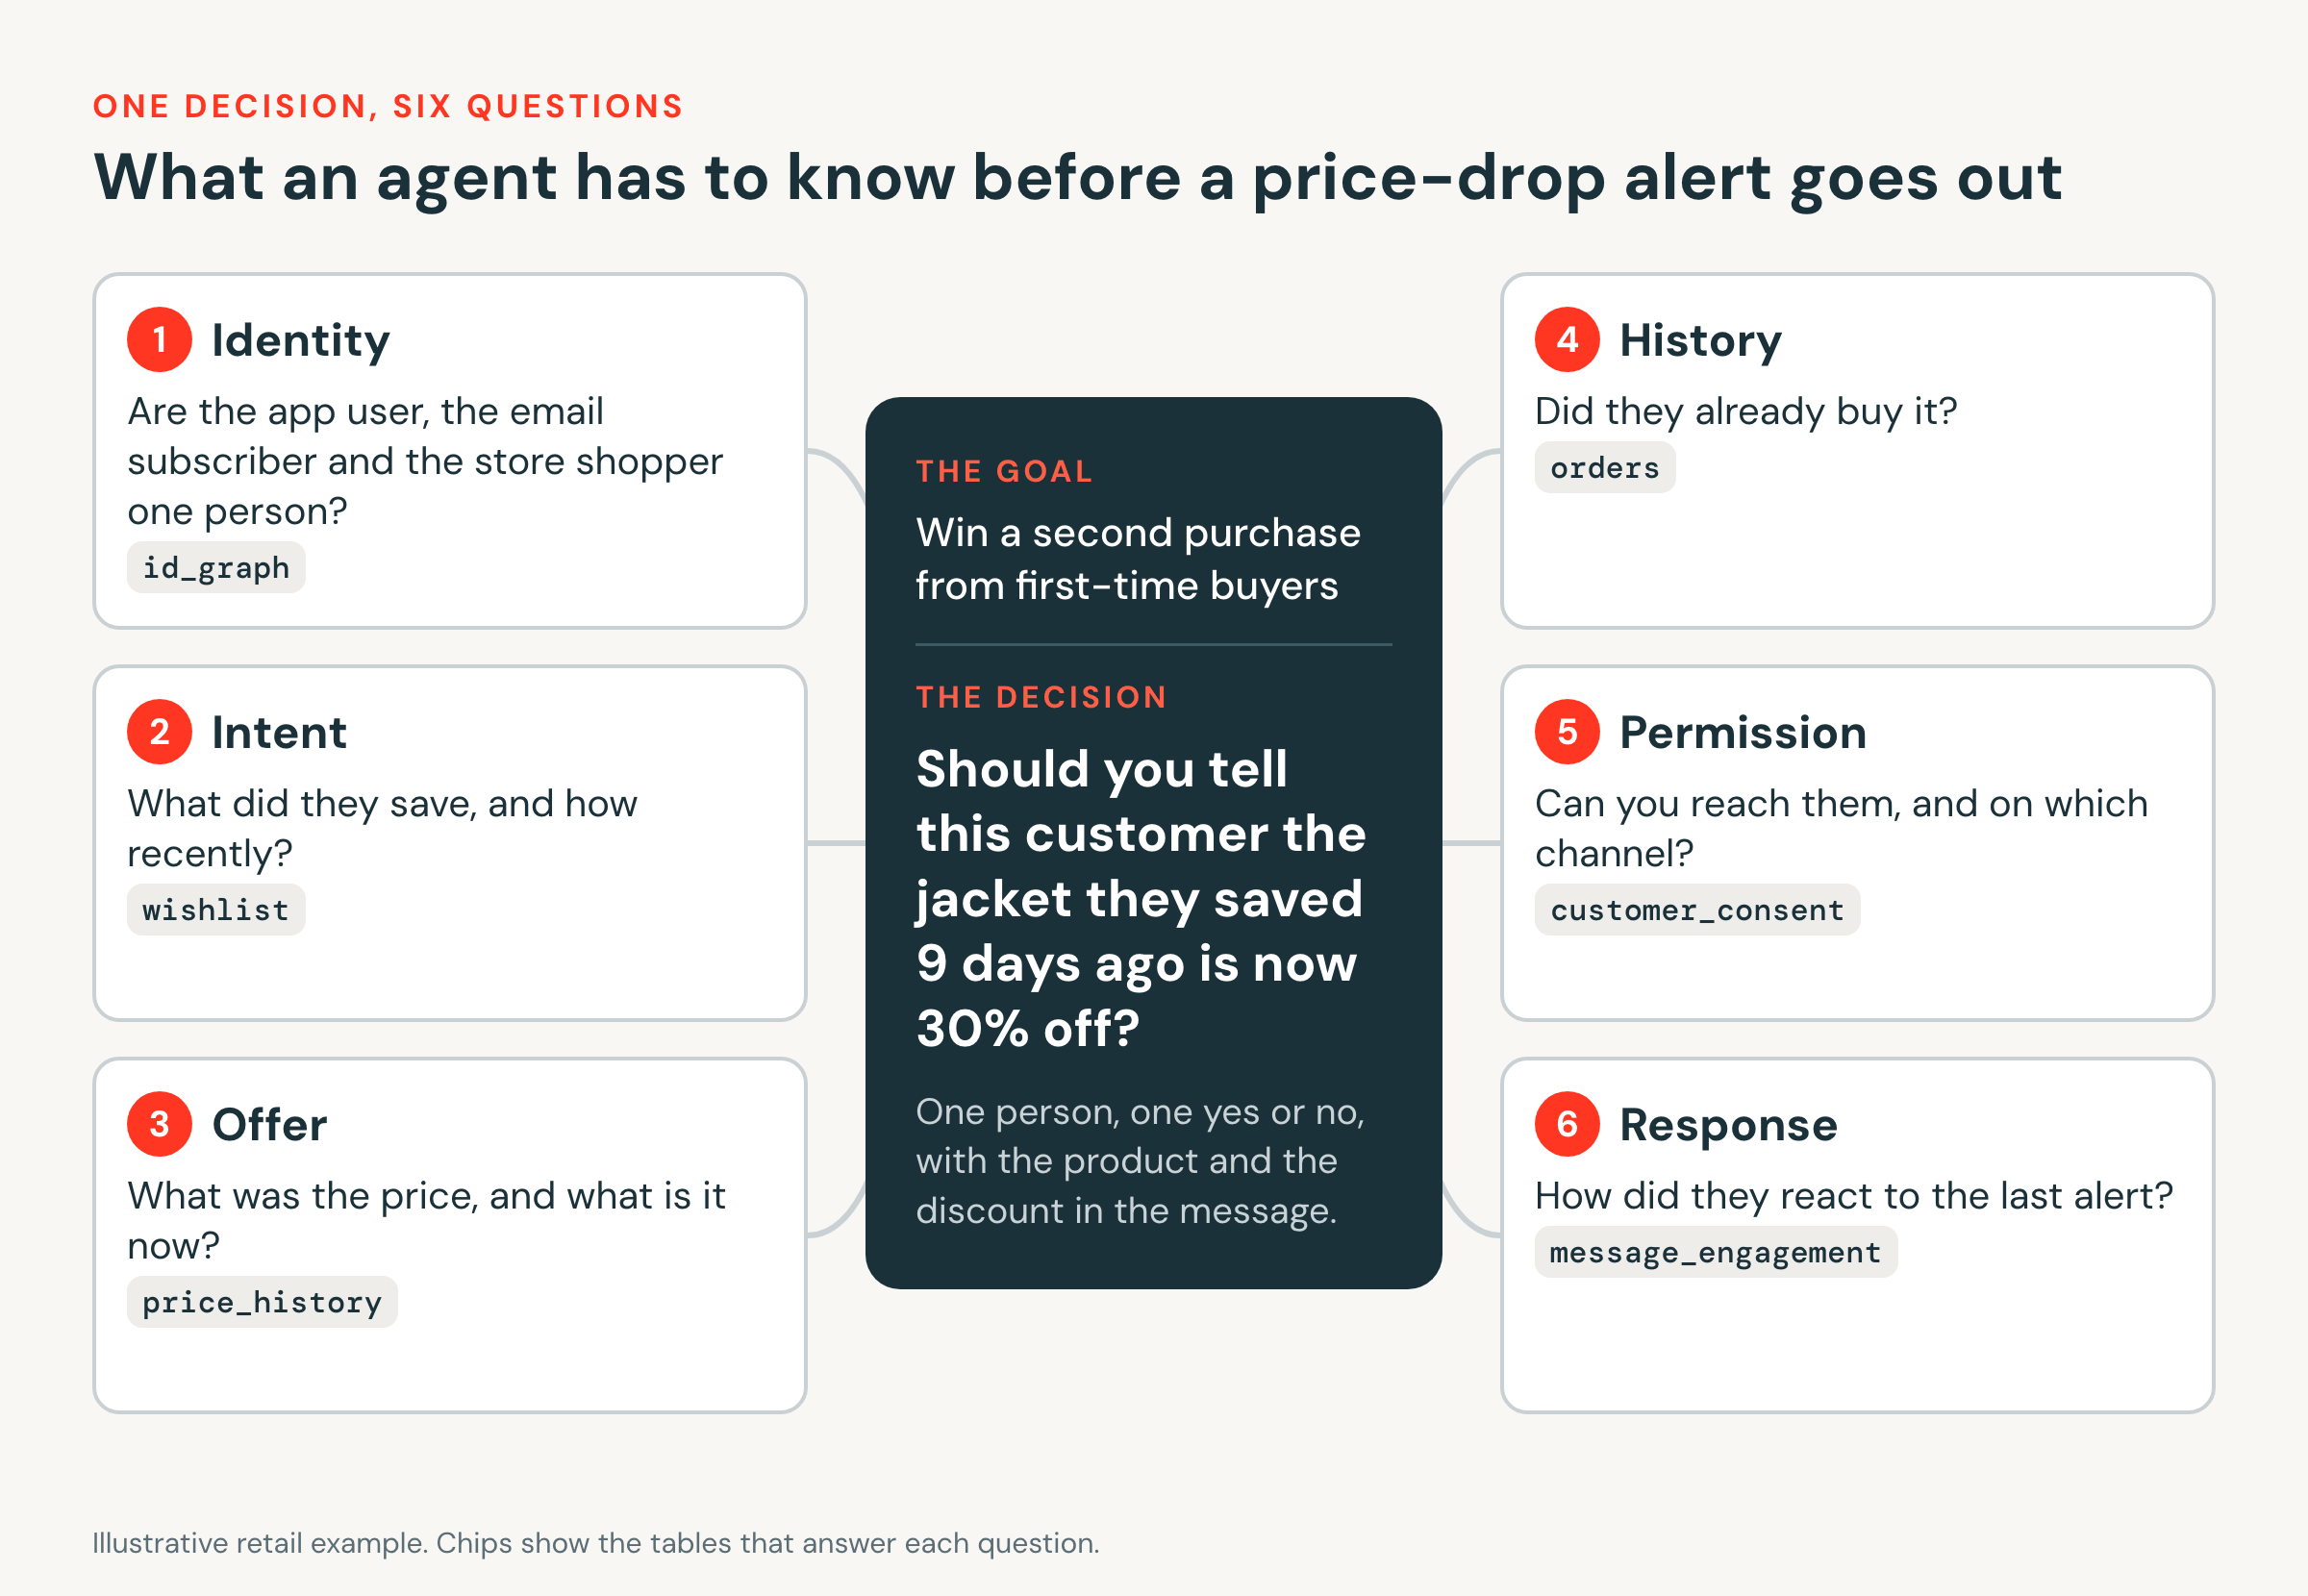 ONE DECISION, SIX QUESTIONS
What an agent has to know before a price-drop alert goes out
1 Identity
Are the app user, the email
subscriber and the store shopper
one person?
id_graph
2 Intent
What did they save, and how
recently?
wishlist
3 Offer
What was the price, and what is it
now?
price_history
THE GOAL
Win a second purchase
from first-time buyers
THE DECISION
Should you tell
this customer the
jacket they saved
9 days ago is now
30% off?
One person, one yes or no,
with the product and the
discount in the message.
4 History
Did they already buy it?
orders
5 Permission
Can you reach them, and on which
channel?
customer_consent
6 Response
How did they react to the last alert?
message_engagement
Illustrative retail example. Chips show the tables that answer each question.